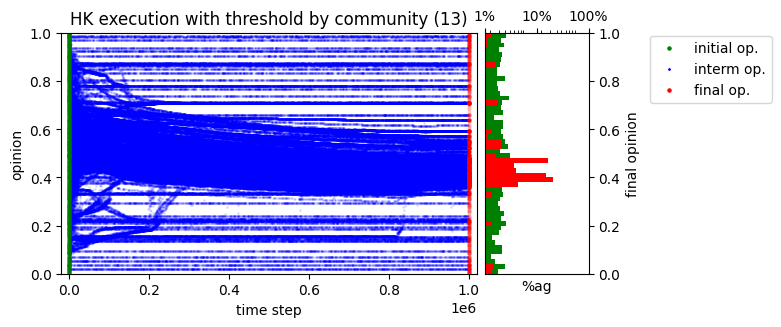 HK execution with threshold by community (13)
1% 10% 100%
1.0 1.0
0.8 0.8
0.6 0.6
0.4 0.4
0.2 0.2
0.0 0.0
opinion
final opinion
0.0 0.2 0.4 0.6 0.8 1.0
1e6
time step
%ag
initial op.
interm op.
final op.